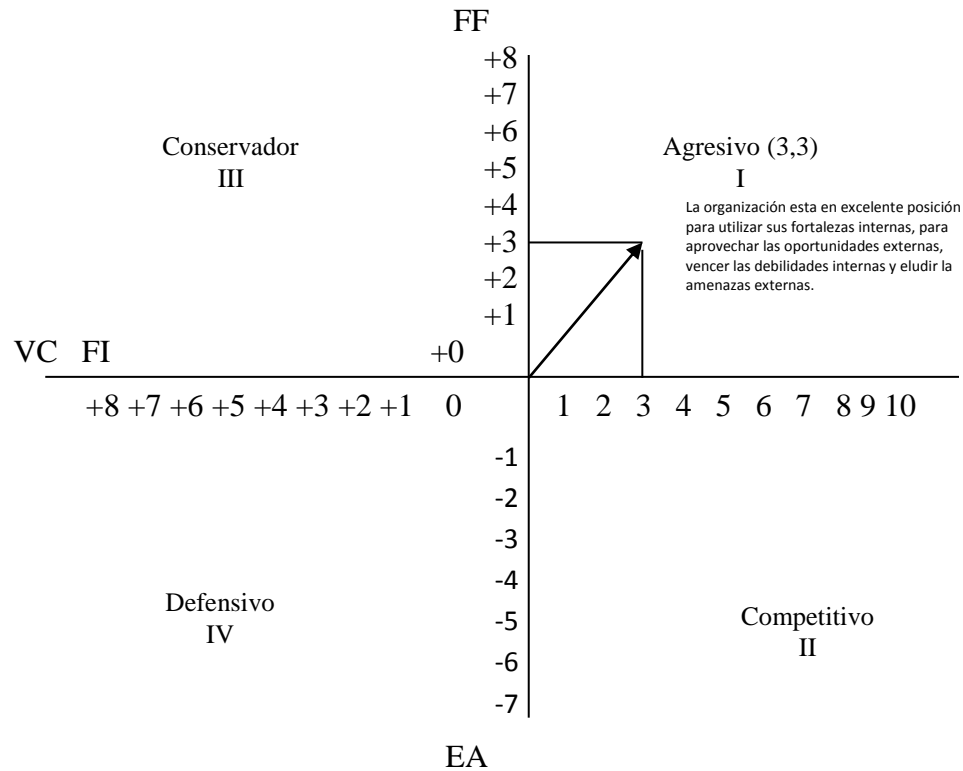 FF
+8
+7
+6
Conservador
III
Agresivo (3,3)
I
+5
+4
+3
+2
+1
La organización esta en excelente posición
para utilizar sus fortalezas internas, para
aprovechar las oportunidades externas,
vencer las debilidades internas y eludir la
amenazas externas.
VC FI +0
+8 +7 +6 +5 +4 +3 +2 +1 0 1 2 3 4 5 6 7 8 9 10
-1
-2
-3
-4
-5
-6
-7
Defensivo
IV
Competitivo
II
EA